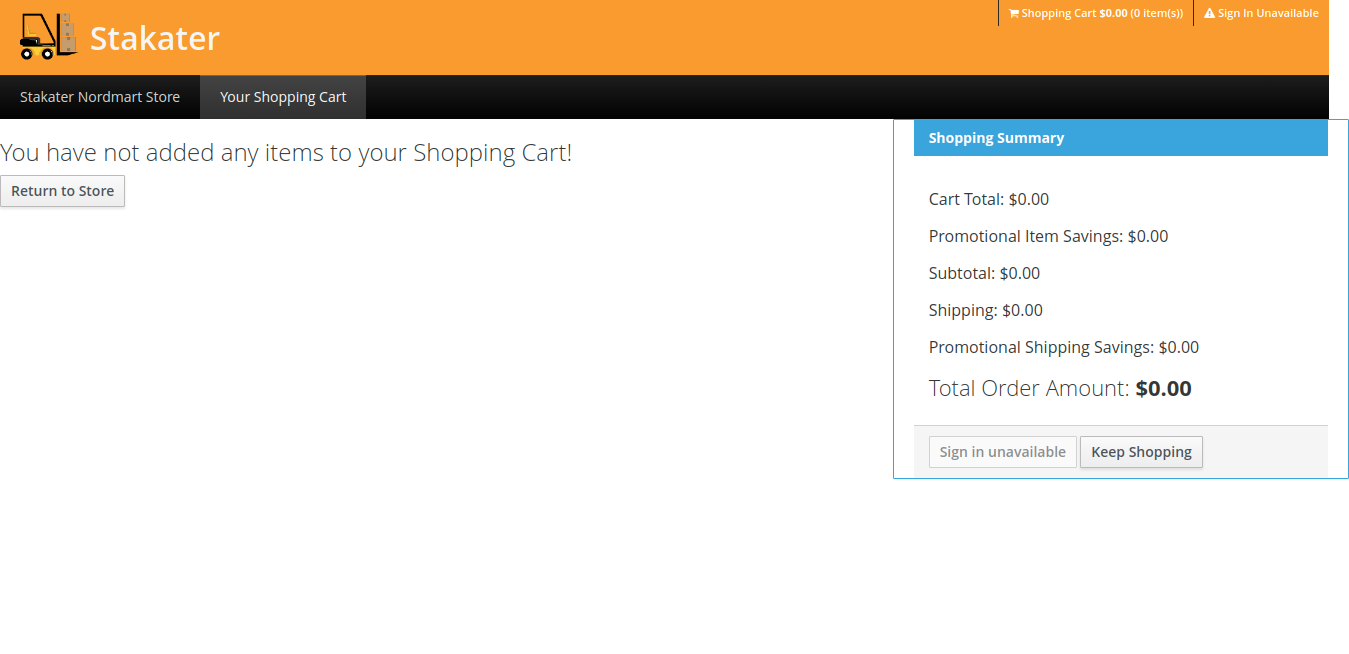 Shopping Cart $0.00 (0 item(s))
Sign In Unavailable
Stakater
Stakater Nordmart Store
Your Shopping Cart
You have not added any items to your Shopping Cart!
Return to Store
Shopping Summary
Cart Total: $0.00
Promotional Item Savings: $0.00
Subtotal: $0.00
Shipping: $0.00
Promotional Shipping Savings: $0.00
Total Order Amount: $0.00
Sign in unavailable
Keep Shopping